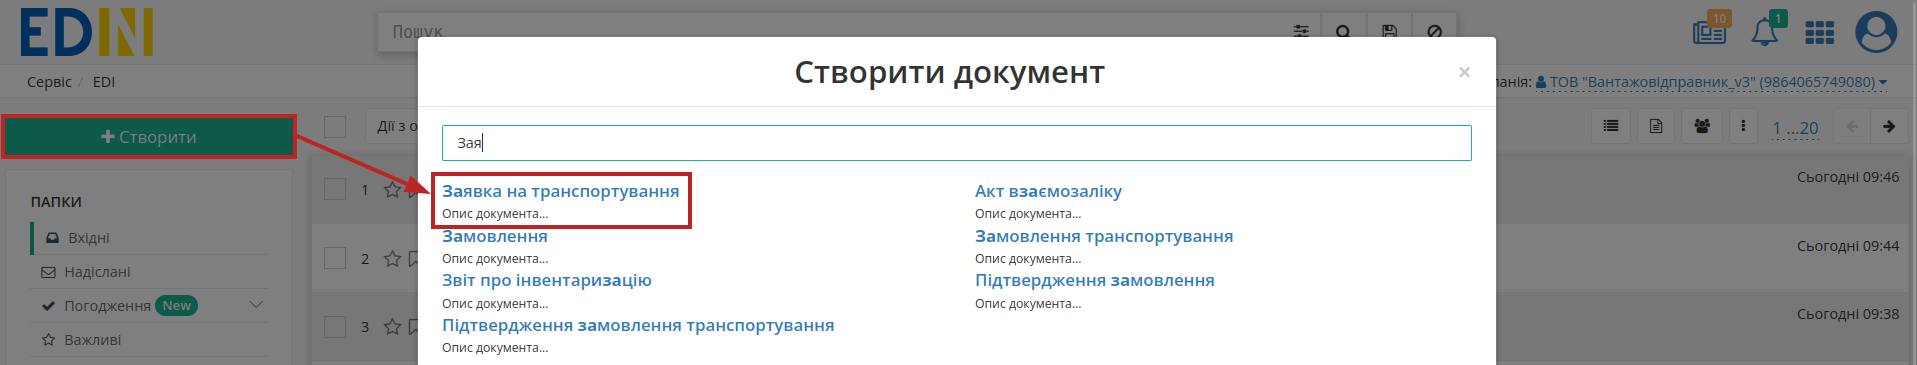 EDIN
Пошук
10
1
Сервіс / EDI
ТОВ "Вантажовідправник_v3" (9864065749080)
Створити документ
×
+ Створити
Дії з о
Зая
1 ...20
ПАПКИ
Вхідні
Надіслані
Погодження New
Важливі
1
2
3
Заявка на транспортування
Опис документа...
Акт взаємозаліку
Опис документа...
Замовлення
Опис документа...
Замовлення транспортування
Опис документа...
Звіт про інвентаризацію
Опис документа...
Підтвердження замовлення
Опис документа...
Підтвердження замовлення транспортування
Опис документа...
Сьогодні 09:46
Сьогодні 09:44
Сьогодні 09:38